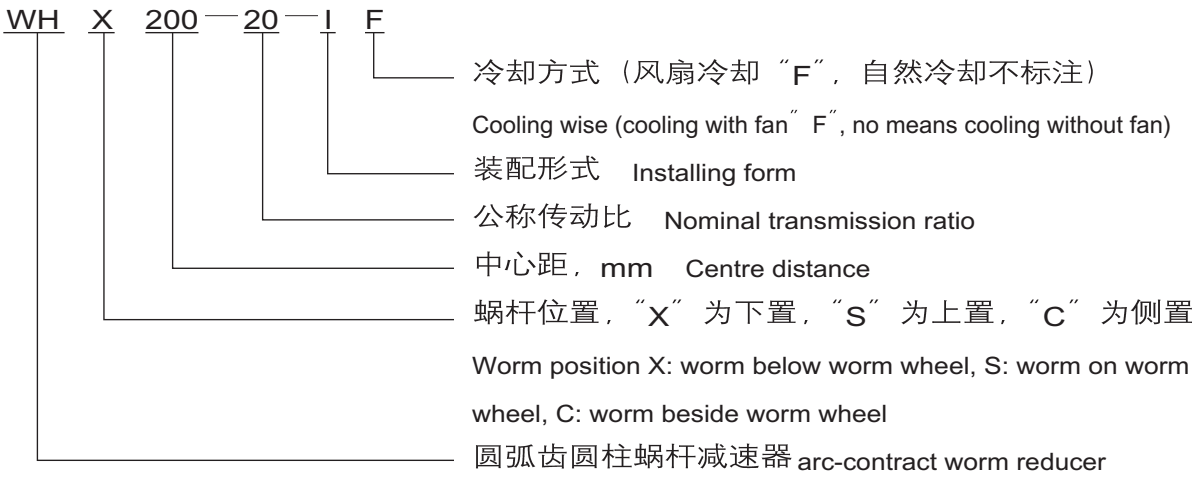 WH X 200—20—I F
冷却方式（风扇冷却 ″F″，自然冷却不标注）
Cooling wise (cooling with fan″ F″, no means cooling without fan)
装配形式 Installing form
公称传动比 Nominal transmission ratio
中心距，mm Centre distance
蜗杆位置，″X″ 为下置，″S″ 为上置，″C″ 为侧置
Worm position X: worm below worm wheel, S: worm on worm
wheel, C: worm beside worm wheel
圆弧齿圆柱蜗杆减速器 arc-contract worm reducer